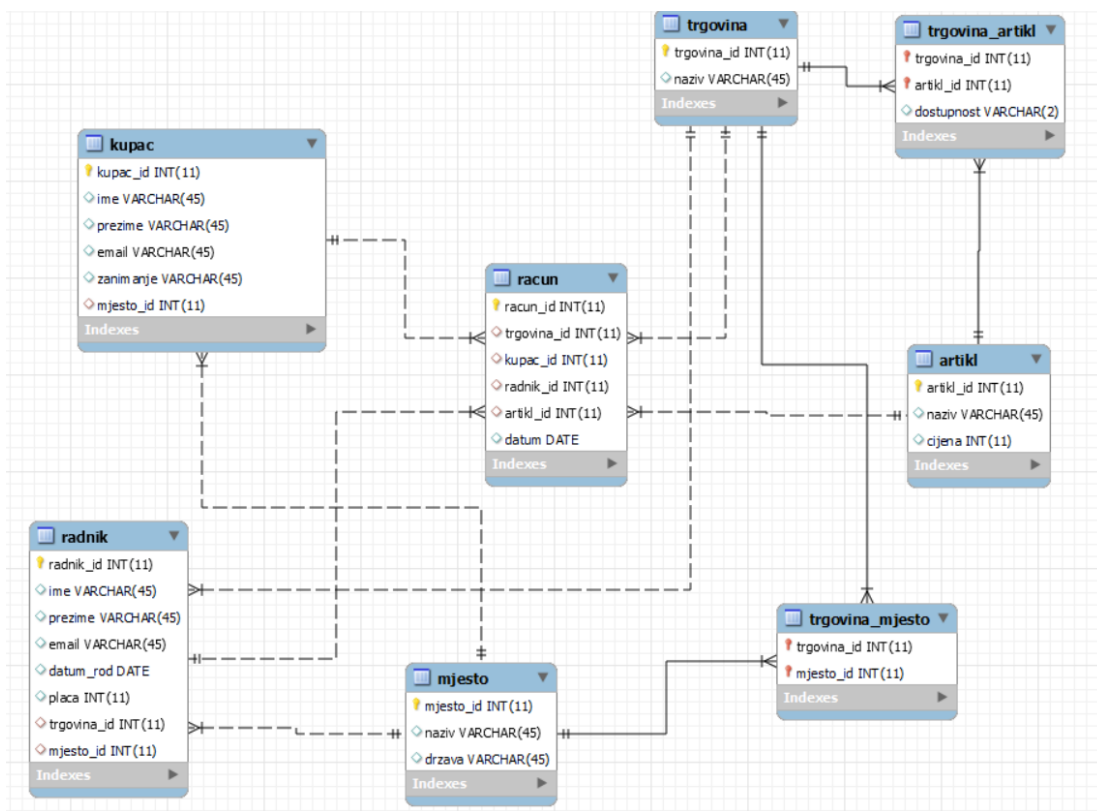 trgovina
trgovina_id INT(11)
naziv VARCHAR(45)
Indexes
trgovina_artikl
trgovina_id INT(11)
artikl_id INT(11)
dostupnost VARCHAR(2)
Indexes
kupac
kupac_id INT(11)
ime VARCHAR(45)
prezime VARCHAR(45)
email VARCHAR(45)
zanimanje VARCHAR(45)
mjesto_id INT(11)
Indexes
racun
racun_id INT(11)
trgovina_id INT(11)
kupac_id INT(11)
radnik_id INT(11)
artikl_id INT(11)
datum DATE
Indexes
artikl
artikl_id INT(11)
naziv VARCHAR(45)
cijena INT(11)
Indexes
radnik
radnik_id INT(11)
ime VARCHAR(45)
prezime VARCHAR(45)
email VARCHAR(45)
datum_rod DATE
placa INT(11)
trgovina_id INT(11)
mjesto_id INT(11)
Indexes
mjesto
mjesto_id INT(11)
naziv VARCHAR(45)
drzava VARCHAR(45)
Indexes
trgovina_mjesto
trgovina_id INT(11)
mjesto_id INT(11)
Indexes